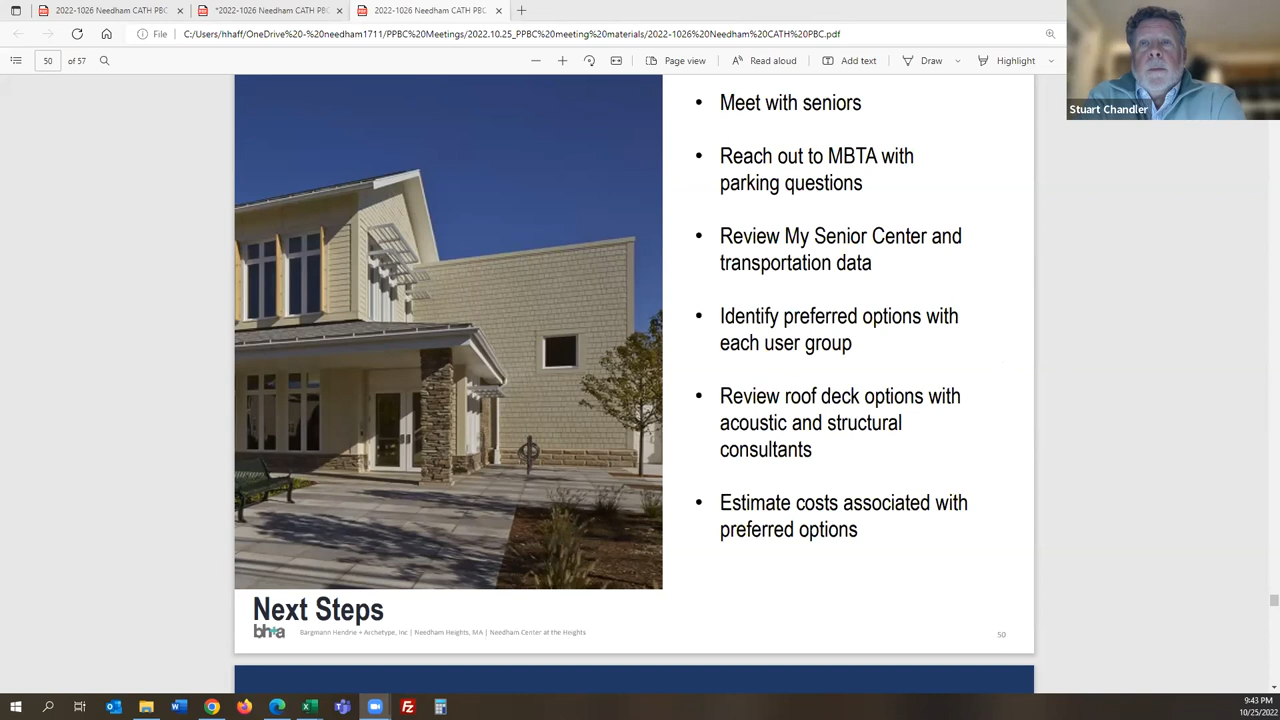 2022-1026 Needham CATH PBC
*2022-1026 Needham CATH PBC
2022-1026 Needham CATH PBC
File
C:/Users/hhaff/OneDrive%20-%20needham1711/PPBC%20Meetings/2022.10.25_PPBC%20meeting%20materials/2022-1026%20Needham%20CATH%20PBC.pdf
50 of 57
Page view
Read aloud
Add text
Draw
Highlight
Stuart Chandler
• Meet with seniors
• Reach out to MBTA with
parking questions
• Review My Senior Center and
transportation data
• Identify preferred options with
each user group
• Review roof deck options with
acoustic and structural
consultants
• Estimate costs associated with
preferred options
Next Steps
bh+a
Bargmann Hendrie + Archetype, Inc | Needham Heights, MA | Needham Center at the Heights
50
9:43 PM
10/25/2022